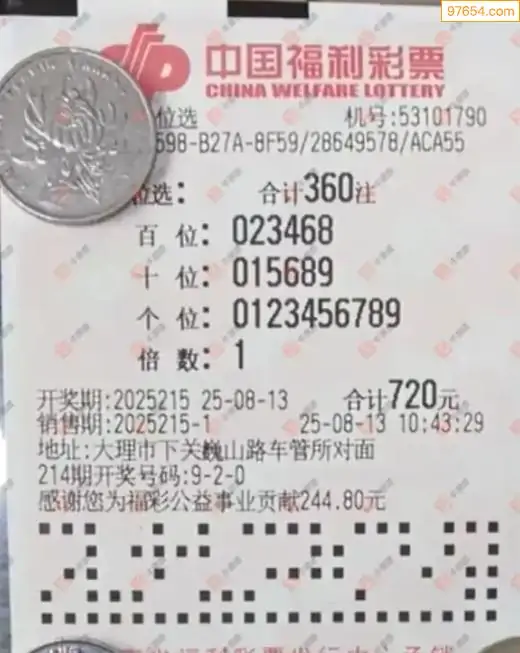 97654.com
中国福利彩票
CHINA WELFARE LOTTERY
位选 机号:53101790
598-B27A-8F59/28649578/ACA55
位选: 合计360注
百 位: 023468
十 位: 015689
个 位: 0123456789
倍 数: 1
开奖期:2025215 25-08-13 合计720元
销售期:2025215-1 25-08-13 10:43:29
地址:大理市下关巍山路车管所对面
214期开奖号码:9-2-0
感谢您为福彩公益事业贡献244.80元